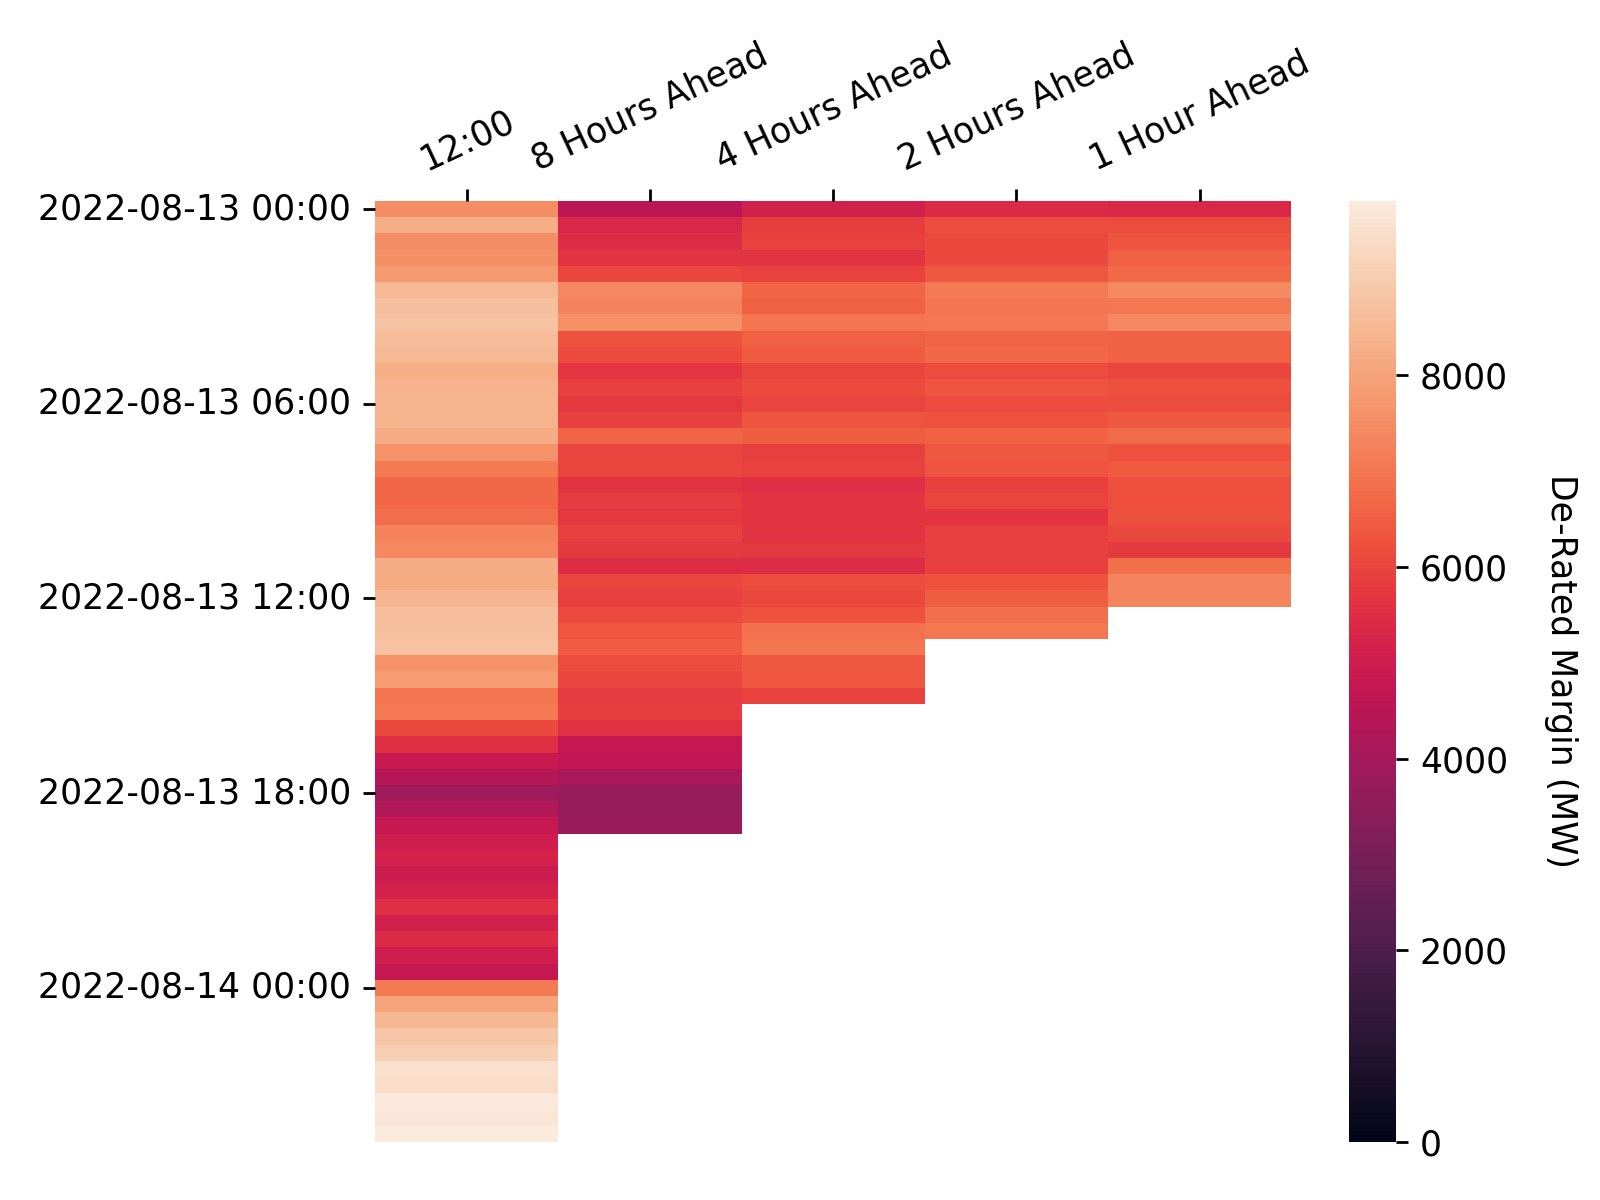 12:00
8 Hours Ahead
4 Hours Ahead
2 Hours Ahead
1 Hour Ahead
2022-08-13 00:00
2022-08-13 06:00
2022-08-13 12:00
2022-08-13 18:00
2022-08-14 00:00
8000
6000
4000
2000
0
De-Rated Margin (MW)